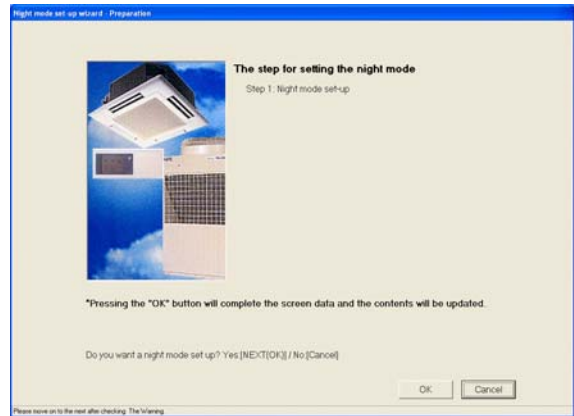 Night mode set-up wizard - Preparation
The step for setting the night mode
Step 1: Night mode set-up
*Pressing the "OK" button will complete the screen data and the contents will be updated.
Do you want a night mode set up? Yes:[NEXT(OK)] / No:[Cancel]
OK
Cancel
Please move on to the next after checking. The Warning